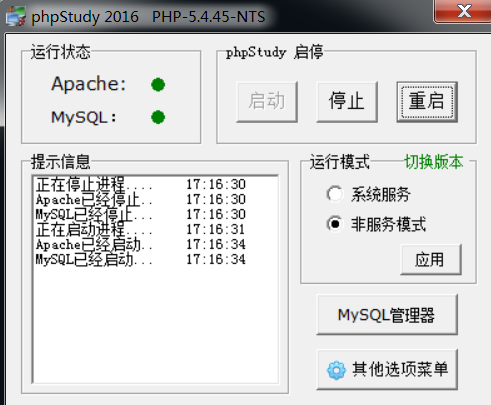 phpStudy 2016 PHP-5.4.45-NTS
运行状态
Apache:
MySQL:
phpStudy 启停
启动 停止 重启
提示信息
正在停止进程.... 17:16:30
Apache已经停止.. 17:16:30
MySQL已经停止... 17:16:30
正在启动进程.... 17:16:31
Apache已经启动.. 17:16:34
MySQL已经启动... 17:16:34
运行模式 切换版本
系统服务
非服务模式
应用
MySQL管理器
其他选项菜单